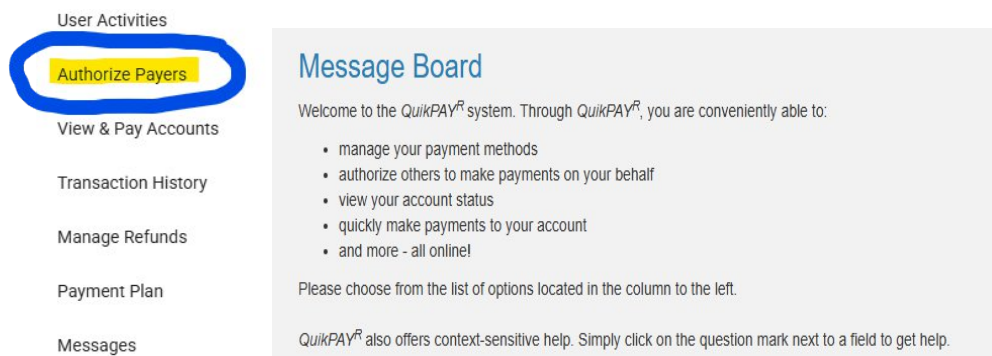 User Activities
Authorize Payers
View & Pay Accounts
Transaction History
Manage Refunds
Payment Plan
Messages
Message Board
Welcome to the QuikPAYR system. Through QuikPAYR, you are conveniently able to:
• manage your payment methods
• authorize others to make payments on your behalf
• view your account status
• quickly make payments to your account
• and more - all online!
Please choose from the list of options located in the column to the left.
QuikPAYR also offers context-sensitive help. Simply click on the question mark next to a field to get help.